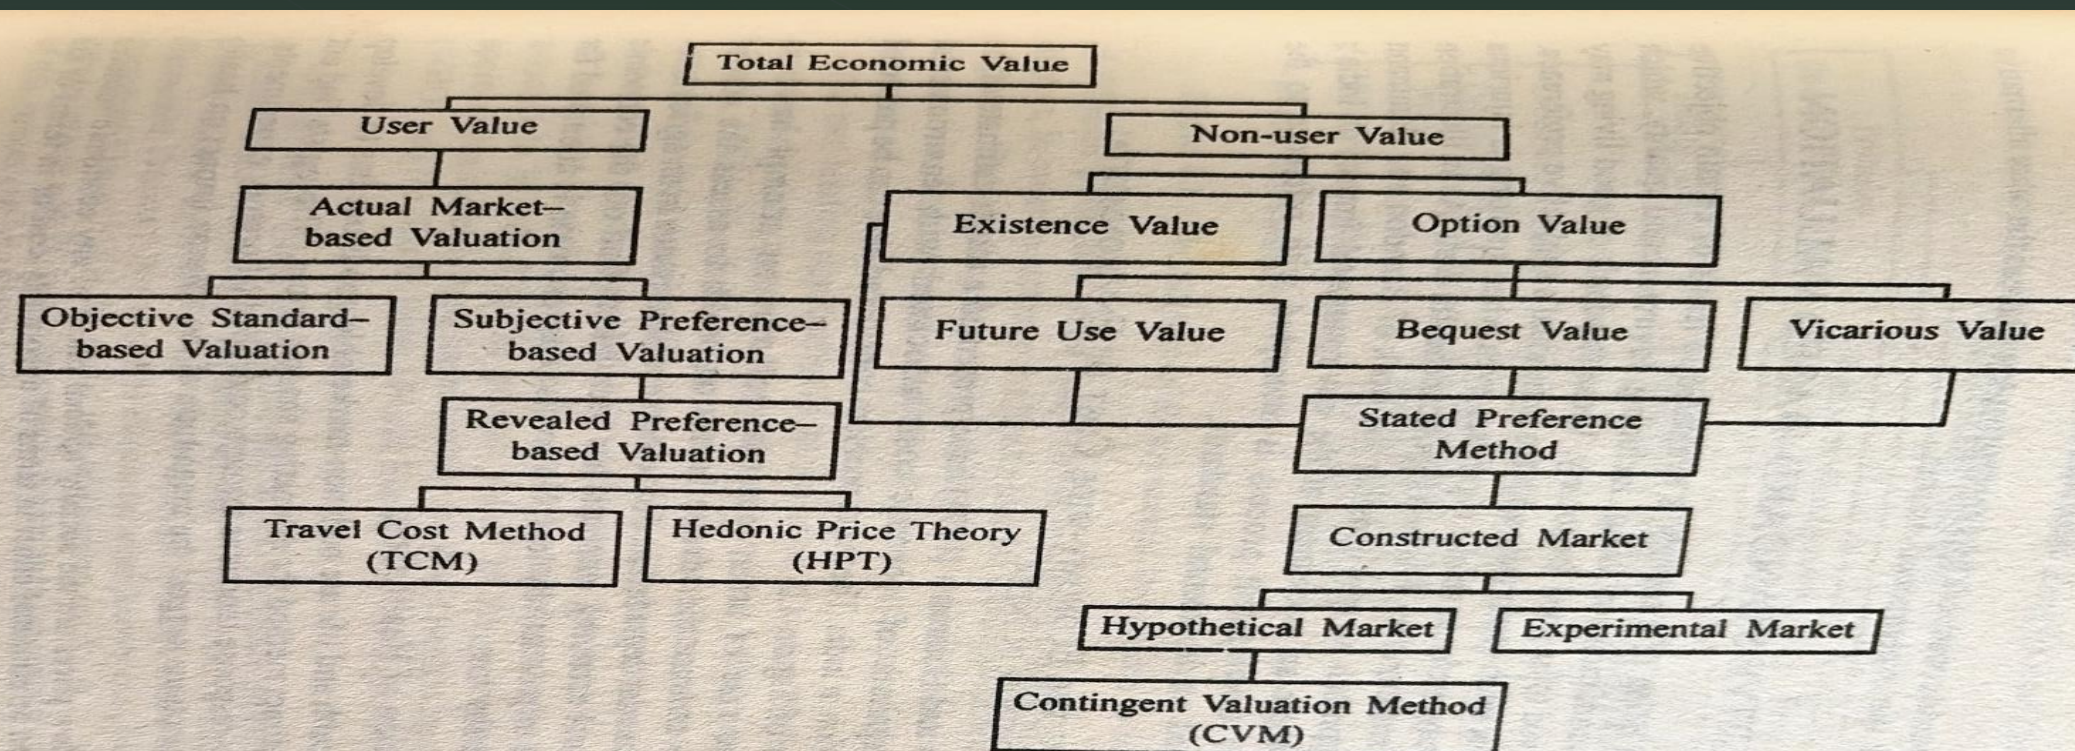 Total Economic Value
User Value
Non-user Value
Actual Market–
based Valuation
Existence Value
Option Value
Objective Standard–
based Valuation
Subjective Preference–
based Valuation
Future Use Value
Bequest Value
Vicarious Value
Revealed Preference–
based Valuation
Stated Preference
Method
Travel Cost Method
(TCM)
Hedonic Price Theory
(HPT)
Constructed Market
Hypothetical Market
Experimental Market
Contingent Valuation Method
(CVM)